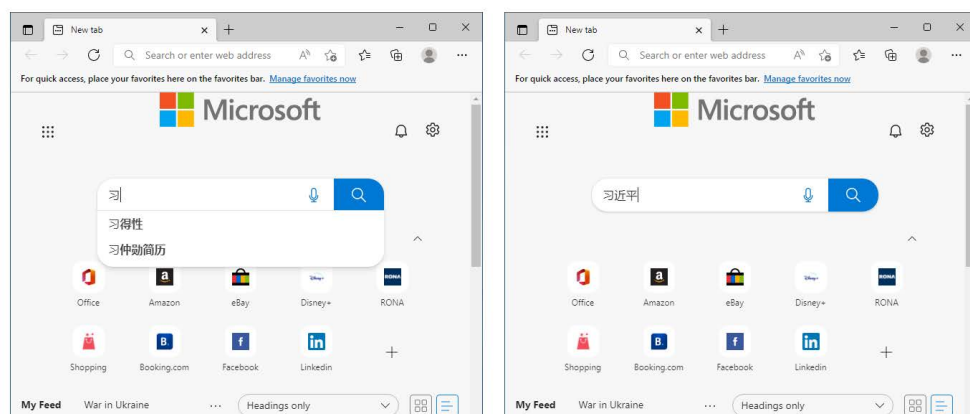 New tab
Search or enter web address
For quick access, place your favorites here on the favorites bar. Manage favorites now
Microsoft
习
习得性
习仲勋简历
Office Amazon eBay Disney+ RONA
Shopping Booking.com Facebook Linkedin
My Feed War in Ukraine ... Headings only
New tab
Search or enter web address
For quick access, place your favorites here on the favorites bar. Manage favorites now
Microsoft
习近平
Office Amazon eBay Disney+ RONA
Shopping Booking.com Facebook Linkedin
My Feed War in Ukraine ... Headings only